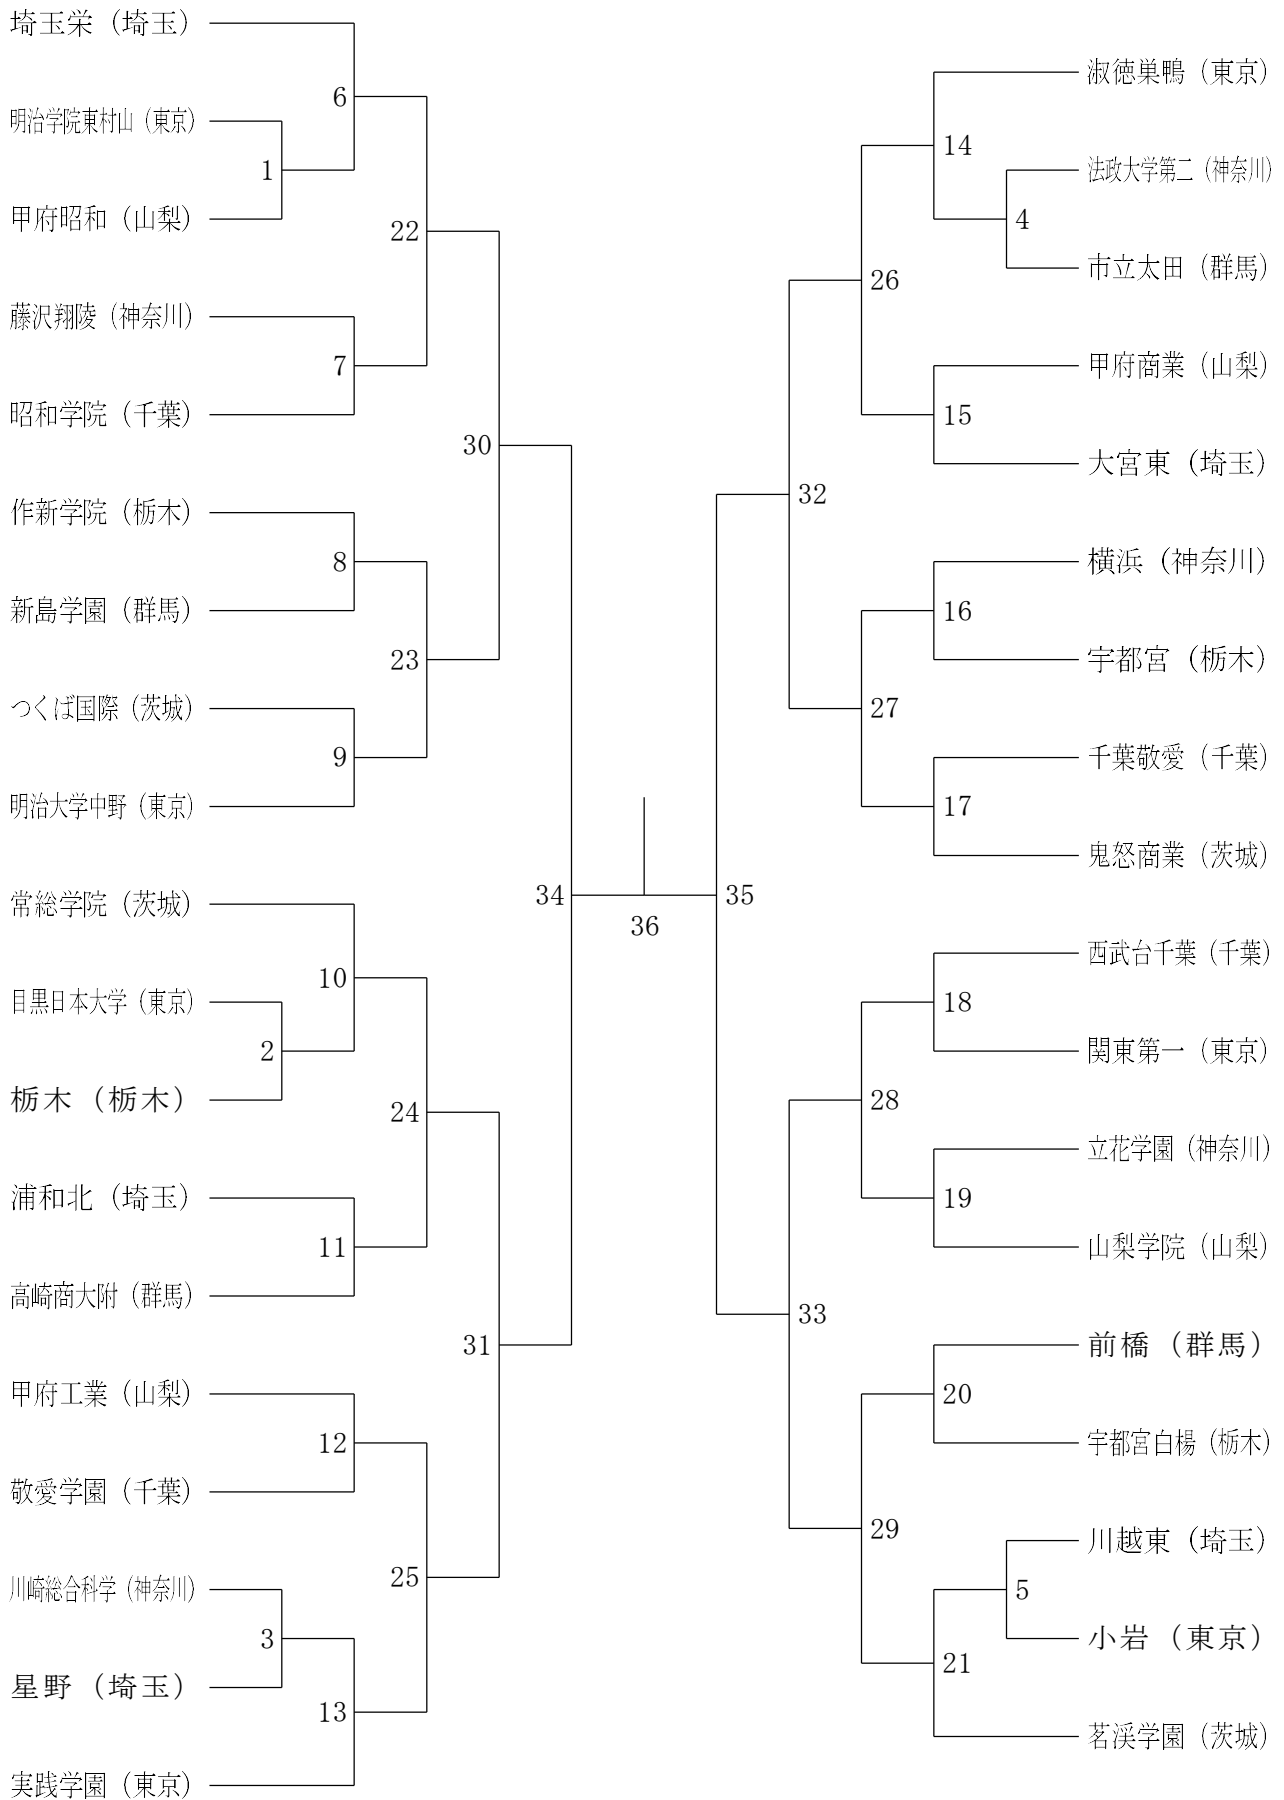 埼玉栄（埼玉）
明治学院東村山（東京）
甲府昭和（山梨）
藤沢翔陵（神奈川）
昭和学院（千葉）
作新学院（栃木）
新島学園（群馬）
つくば国際（茨城）
明治大学中野（東京）
常総学院（茨城）
目黒日本大学（東京）
栃木（栃木）
浦和北（埼玉）
高崎商大附（群馬）
甲府工業（山梨）
敬愛学園（千葉）
川崎総合科学（神奈川）
星野（埼玉）
実践学園（東京）
1
2
3
6
7
8
9
10
11
12
13
22
23
24
25
30
31
34
36
35
32
33
26
27
28
29
14
15
16
17
18
19
20
21
4
5
淑徳巣鴨（東京）
法政大学第二（神奈川）
市立太田（群馬）
甲府商業（山梨）
大宮東（埼玉）
横浜（神奈川）
宇都宮（栃木）
千葉敬愛（千葉）
鬼怒商業（茨城）
西武台千葉（千葉）
関東第一（東京）
立花学園（神奈川）
山梨学院（山梨）
前橋（群馬）
宇都宮白楊（栃木）
川越東（埼玉）
小岩（東京）
茗渓学園（茨城）